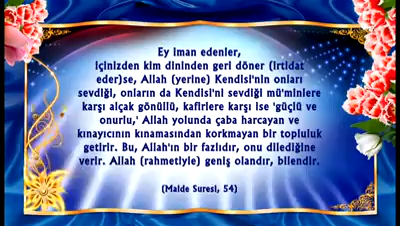 Ey iman edenler,
içinizden kim dininden geri döner (irtidat
eder)se, Allah (yerine) Kendisi'nin onları
sevdiği, onların da Kendisi'ni sevdiği mü'minlere
karşı alçak gönüllü, kafirlere karşı ise 'güçlü ve
onurlu,' Allah yolunda çaba harcayan ve
kınayıcının kınamasından korkmayan bir topluluk
getirir. Bu, Allah'ın bir fazlıdır, onu dilediğine
verir. Allah (rahmetiyle) geniş olandır, bilendir.
(Maide Suresi, 54)